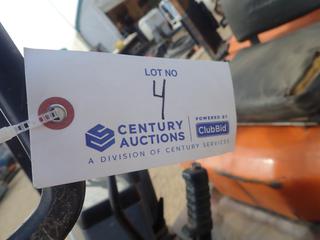 LOT NO
4
CENTURY AUCTIONS
POWERED BY
ClubBid
A DIVISION OF CENTURY SERVICES